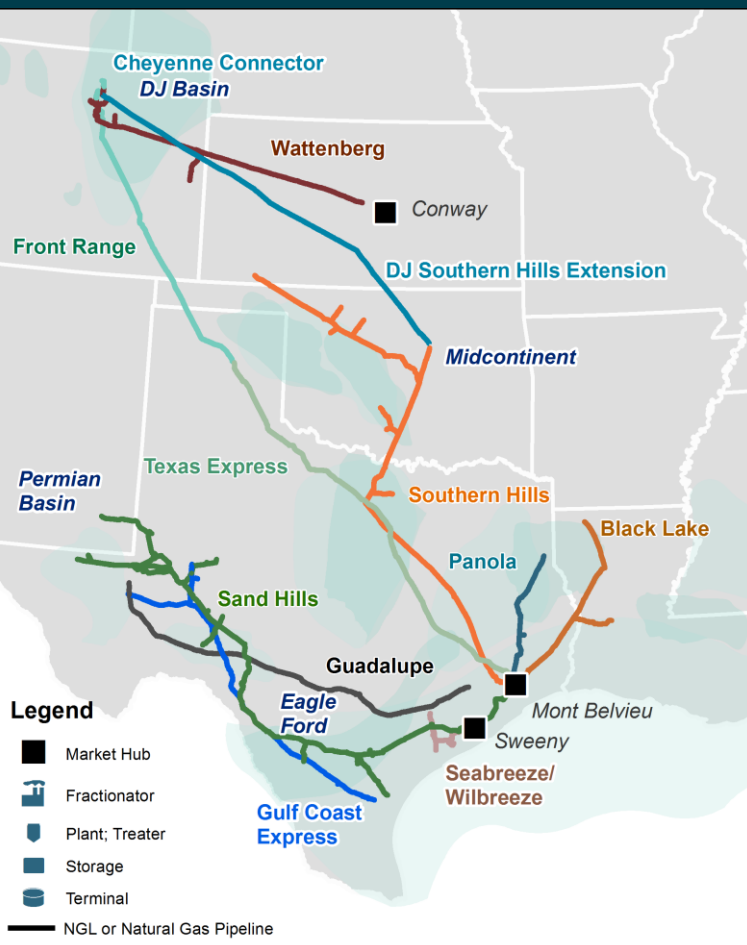 Cheyenne Connector
DJ Basin
Wattenberg
Conway
Front Range
DJ Southern Hills Extension
Midcontinent
Texas Express
Permian
Basin
Southern Hills
Black Lake
Panola
Sand Hills
Guadalupe
Eagle
Ford
Mont Belvieu
Sweeny
Seabreeze/
Wilbreeze
Gulf Coast
Express
Legend
Market Hub
Fractionator
Plant; Treater
Storage
Terminal
NGL or Natural Gas Pipeline